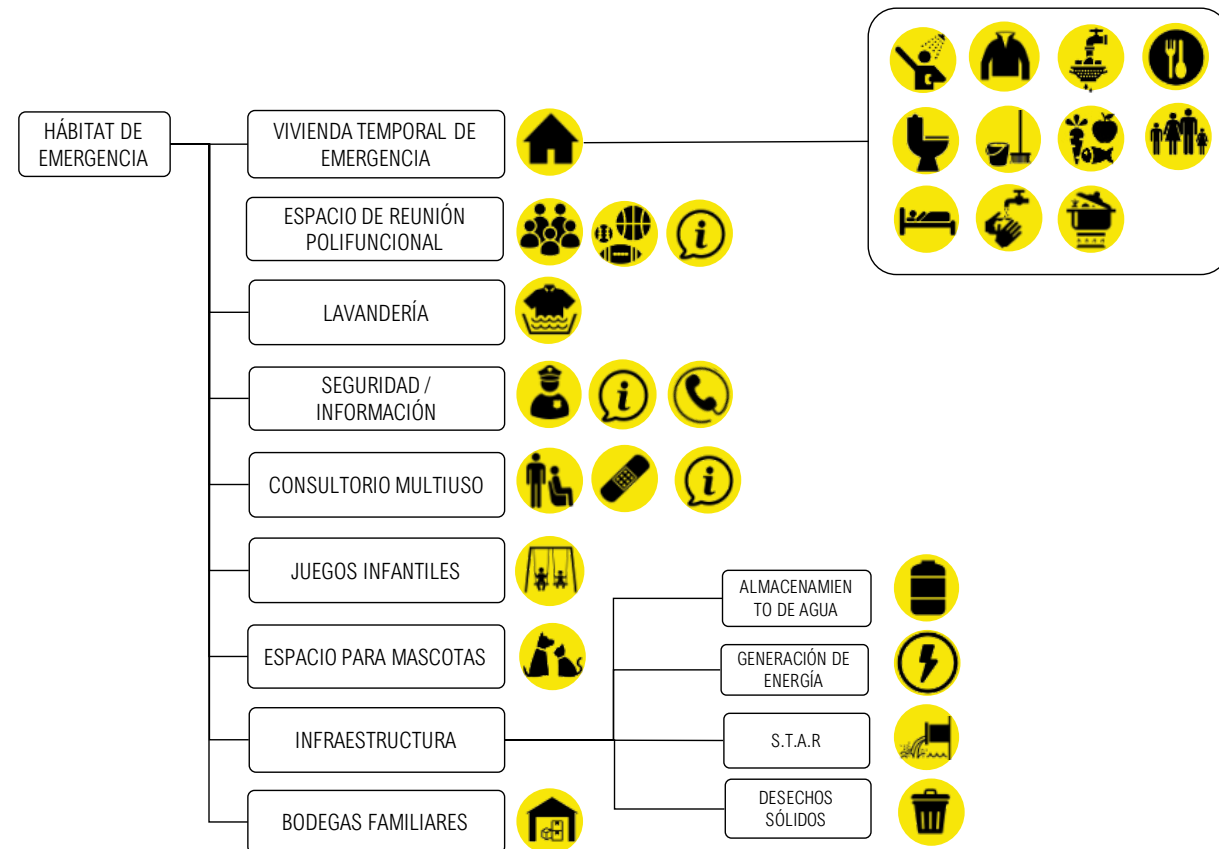 HÁBITAT DE
EMERGENCIA
VIVIENDA TEMPORAL DE
EMERGENCIA
ESPACIO DE REUNIÓN
POLIFUNCIONAL
LAVANDERÍA
SEGURIDAD /
INFORMACIÓN
CONSULTORIO MULTIUSO
JUEGOS INFANTILES
ESPACIO PARA MASCOTAS
INFRAESTRUCTURA
BODEGAS FAMILIARES
ALMACENAMIEN
TO DE AGUA
GENERACIÓN DE
ENERGÍA
S.T.A.R
DESECHOS
SÓLIDOS